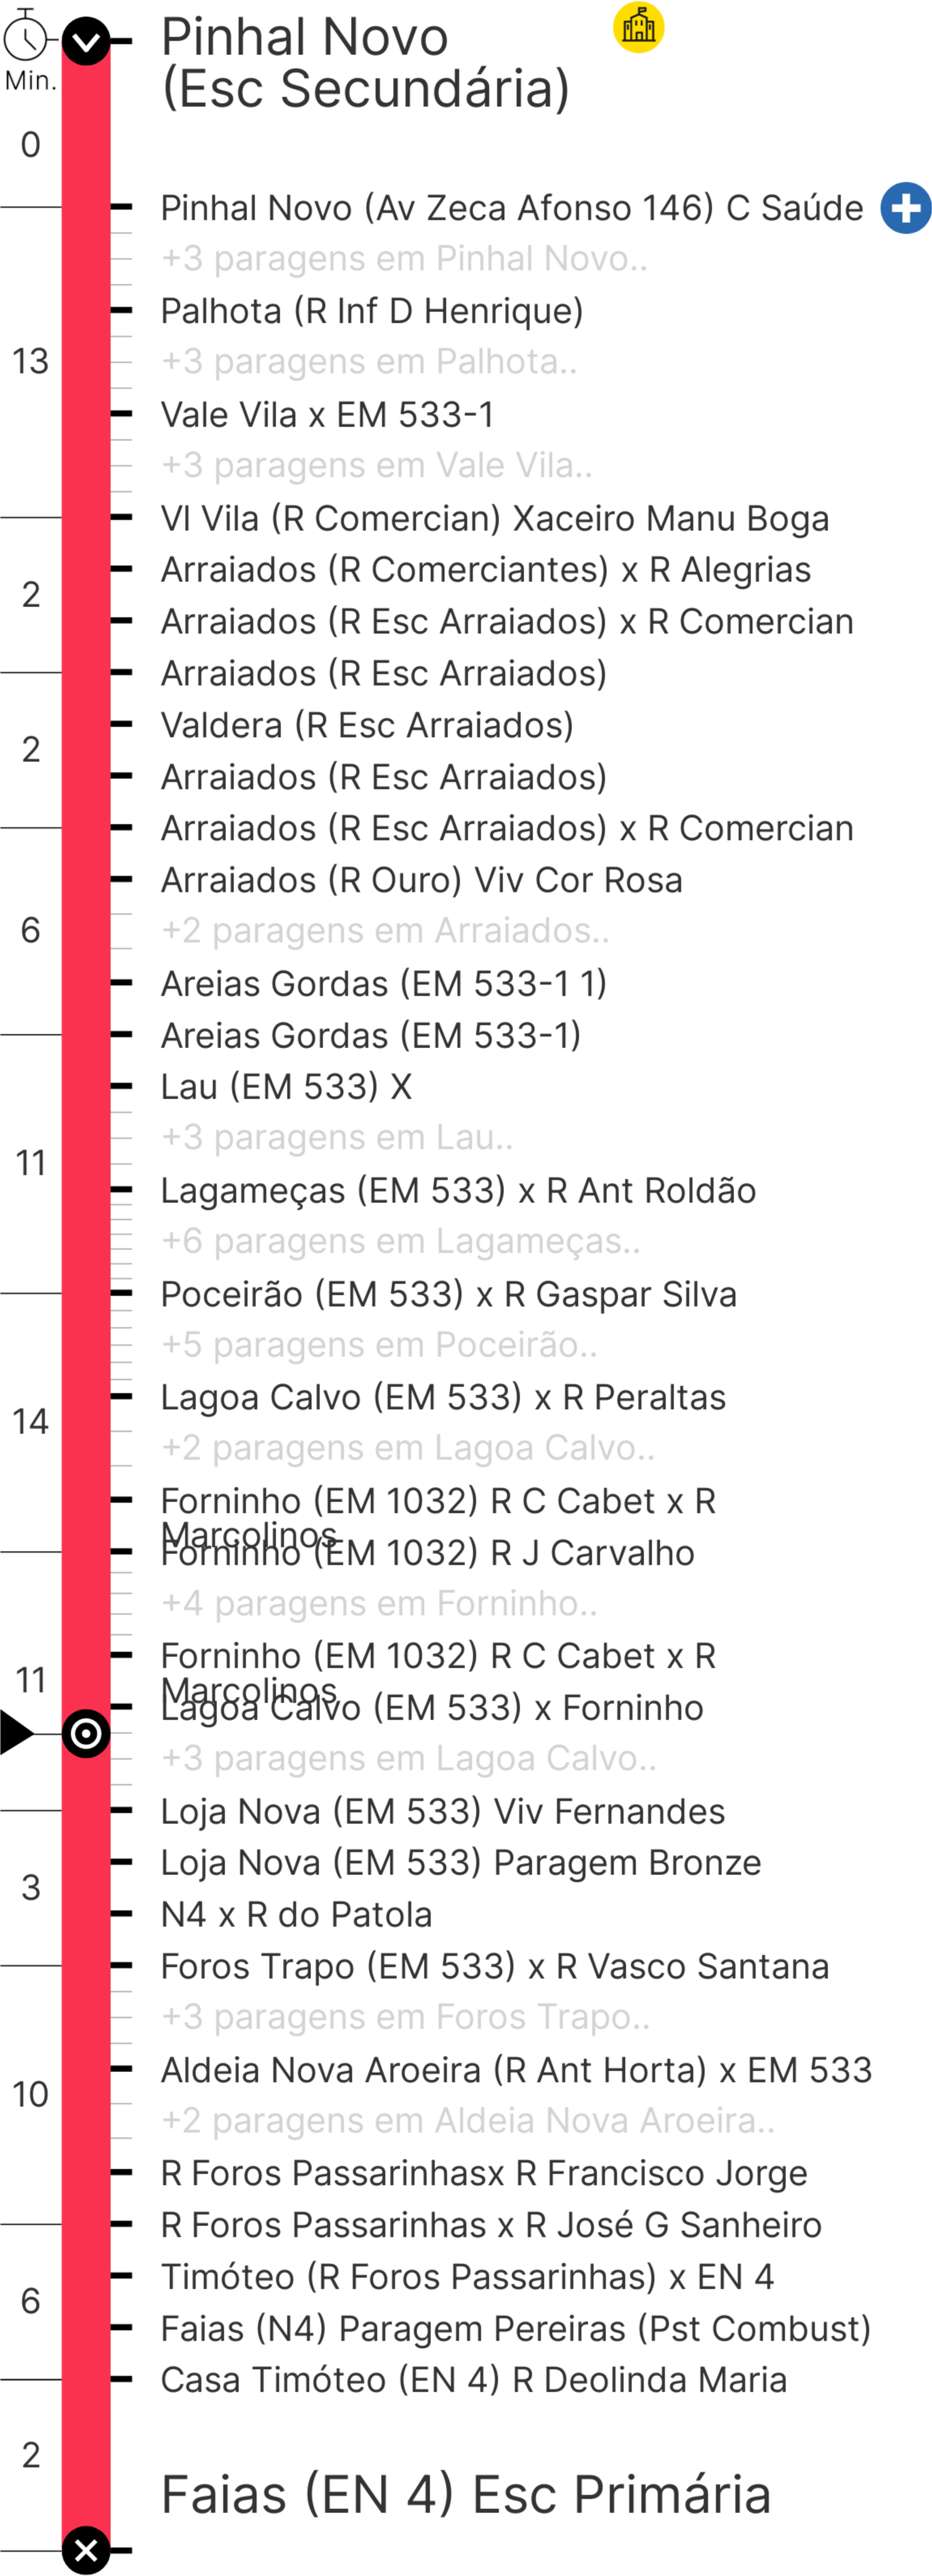 Min.
Pinhal Novo
(Esc Secundária)
0
Pinhal Novo (Av Zeca Afonso 146) C Saúde
+3 paragens em Pinhal Novo..
Palhota (R Inf D Henrique)
13
+3 paragens em Palhota..
Vale Vila x EM 533-1
+3 paragens em Vale Vila..
Vl Vila (R Comercian) Xaceiro Manu Boga
Arraiados (R Comerciantes) x R Alegrias
2
Arraiados (R Esc Arraiados) x R Comercian
Arraiados (R Esc Arraiados)
Valdera (R Esc Arraiados)
2
Arraiados (R Esc Arraiados)
Arraiados (R Esc Arraiados) x R Comercian
Arraiados (R Ouro) Viv Cor Rosa
6
+2 paragens em Arraiados..
Areias Gordas (EM 533-1 1)
Areias Gordas (EM 533-1)
Lau (EM 533) X
+3 paragens em Lau..
11
Lagameças (EM 533) x R Ant Roldão
+6 paragens em Lagameças..
Poceirão (EM 533) x R Gaspar Silva
+5 paragens em Poceirão..
Lagoa Calvo (EM 533) x R Peraltas
14
+2 paragens em Lagoa Calvo..
Forninho (EM 1032) R C Cabet x R
Marcolinos
Forninho (EM 1032) R J Carvalho
+4 paragens em Forninho..
Forninho (EM 1032) R C Cabet x R
Marcolinos
11
Lagoa Calvo (EM 533) x Forninho
+3 paragens em Lagoa Calvo..
Loja Nova (EM 533) Viv Fernandes
Loja Nova (EM 533) Paragem Bronze
3
N4 x R do Patola
Foros Trapo (EM 533) x R Vasco Santana
+3 paragens em Foros Trapo..
Aldeia Nova Aroeira (R Ant Horta) x EM 533
10
+2 paragens em Aldeia Nova Aroeira..
R Foros Passarinhasx R Francisco Jorge
R Foros Passarinhas x R José G Sanheiro
Timóteo (R Foros Passarinhas) x EN 4
6
Faias (N4) Paragem Pereiras (Pst Combust)
Casa Timóteo (EN 4) R Deolinda Maria
2
Faias (EN 4) Esc Primária